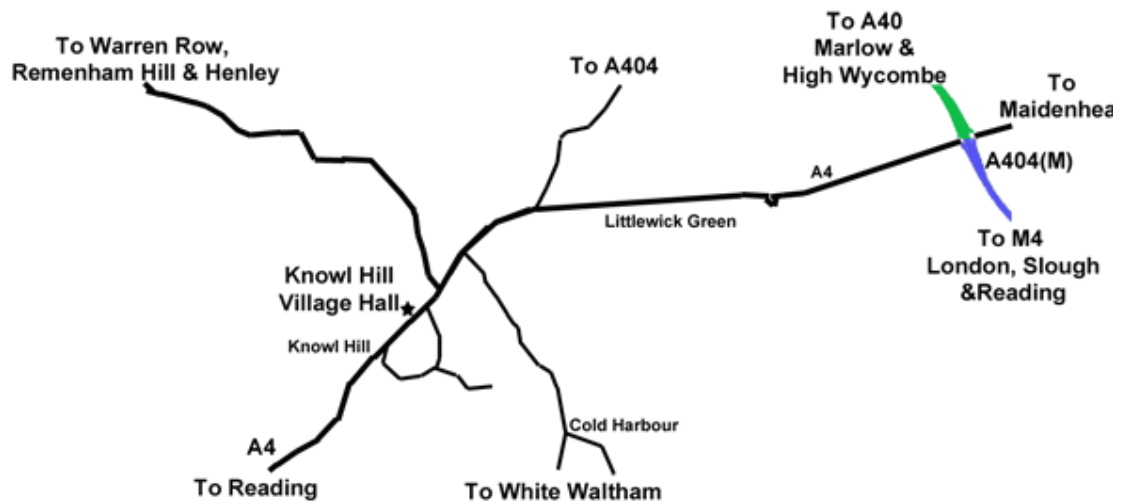 To Warren Row,
Remenham Hill & Henley
To A404
To A40
Marlow &
High Wycombe
To
Maidenhea
A404(M)
A4
Littlewick Green
To M4
London, Slough
&Reading
Knowl Hill
Village Hall
Knowl Hill
Cold Harbour
A4
To Reading
To White Waltham